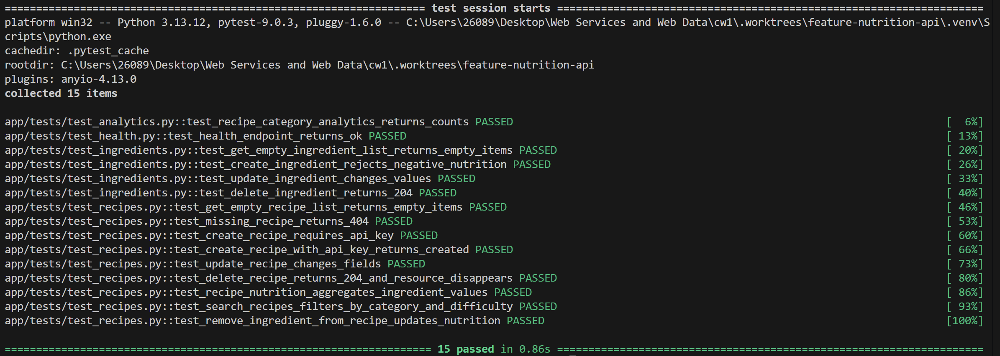 =================================================================== test session starts ====================================================================
platform win32 -- Python 3.13.12, pytest-9.0.3, pluggy-1.6.0 -- C:\Users\26089\Desktop\Web Services and Web Data\cw1\.worktrees\feature-nutrition-api\.venv\S
cripts\python.exe
cachedir: .pytest_cache
rootdir: C:\Users\26089\Desktop\Web Services and Web Data\cw1\.worktrees\feature-nutrition-api
plugins: anyio-4.13.0
collected 15 items

app/tests/test_analytics.py::test_recipe_category_analytics_returns_counts PASSED [  6%]
app/tests/test_health.py::test_health_endpoint_returns_ok PASSED [ 13%]
app/tests/test_ingredients.py::test_get_empty_ingredient_list_returns_empty_items PASSED [ 20%]
app/tests/test_ingredients.py::test_create_ingredient_rejects_negative_nutrition PASSED [ 26%]
app/tests/test_ingredients.py::test_update_ingredient_changes_values PASSED [ 33%]
app/tests/test_ingredients.py::test_delete_ingredient_returns_204 PASSED [ 40%]
app/tests/test_recipes.py::test_get_empty_recipe_list_returns_empty_items PASSED [ 46%]
app/tests/test_recipes.py::test_missing_recipe_returns_404 PASSED [ 53%]
app/tests/test_recipes.py::test_create_recipe_requires_api_key PASSED [ 60%]
app/tests/test_recipes.py::test_create_recipe_with_api_key_returns_created PASSED [ 66%]
app/tests/test_recipes.py::test_update_recipe_changes_fields PASSED [ 73%]
app/tests/test_recipes.py::test_delete_recipe_returns_204_and_resource_disappears PASSED [ 80%]
app/tests/test_recipes.py::test_recipe_nutrition_aggregates_ingredient_values PASSED [ 86%]
app/tests/test_recipes.py::test_search_recipes_filters_by_category_and_difficulty PASSED [ 93%]
app/tests/test_recipes.py::test_remove_ingredient_from_recipe_updates_nutrition PASSED [100%]

==================================================================== 15 passed in 0.86s ====================================================================